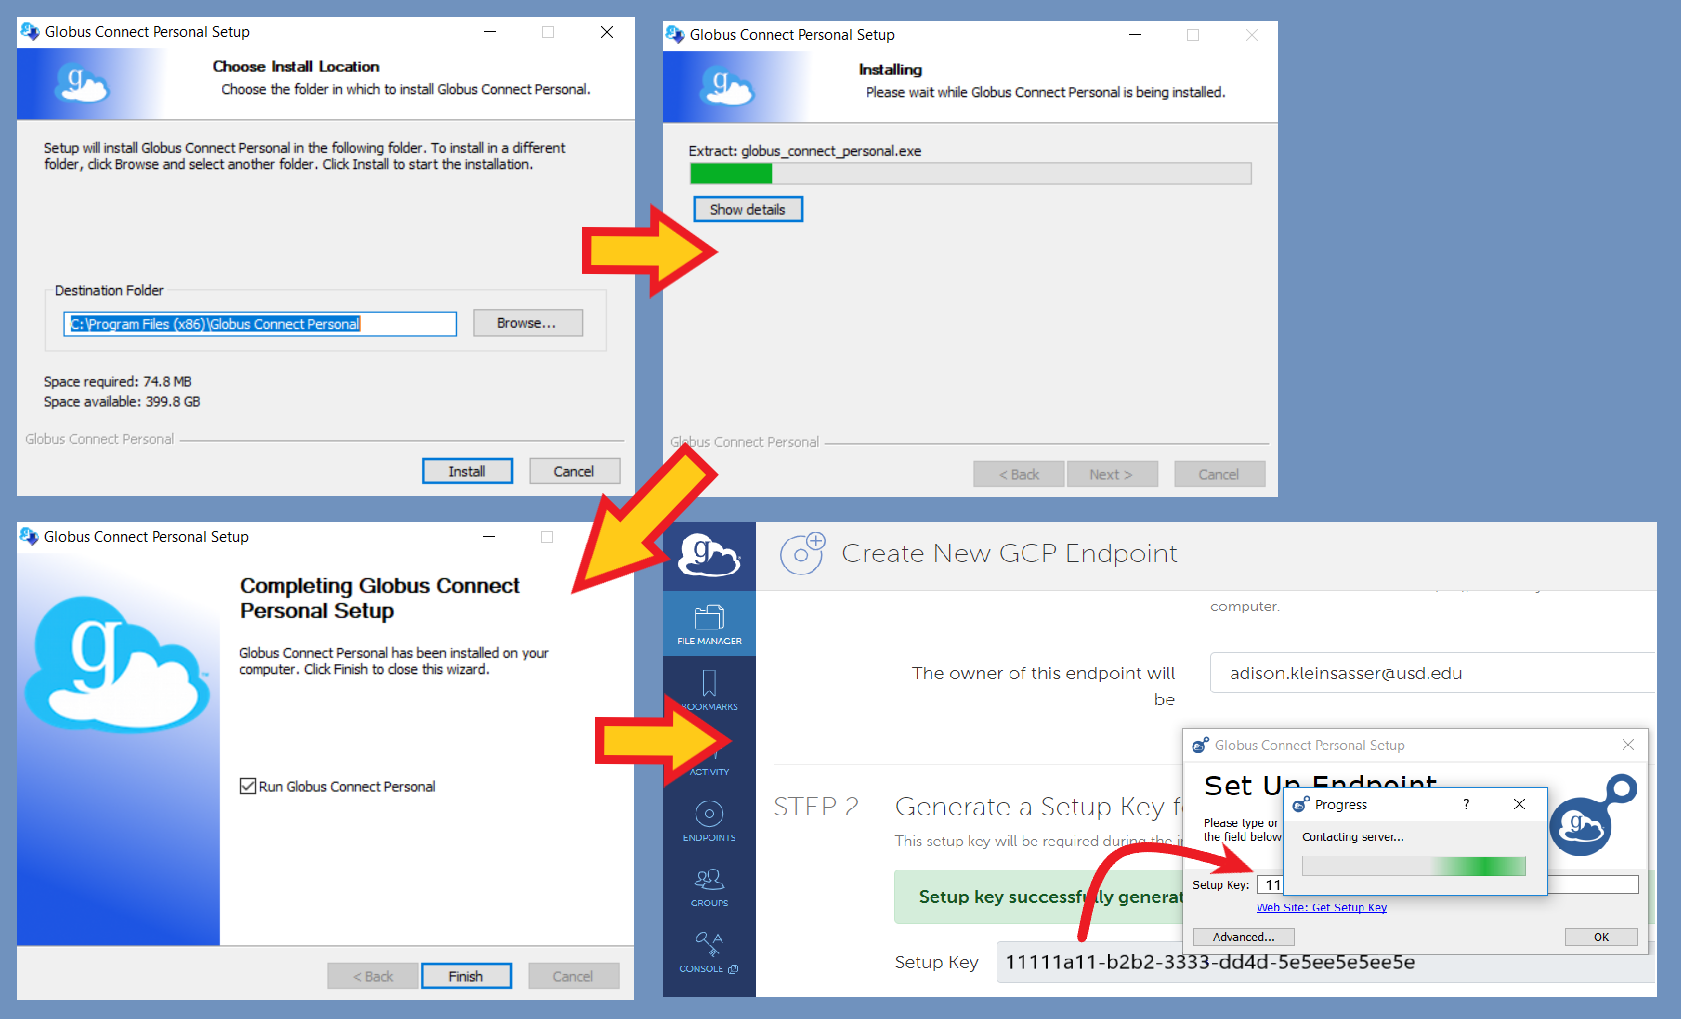 Globus Connect Personal Setup
Choose Install Location
Choose the folder in which to install Globus Connect Personal.
Setup will install Globus Connect Personal in the following folder. To install in a different
folder, click Browse and select another folder. Click Install to start the installation.
Destination Folder
C:\Program Files (x86)\Globus Connect Personal
Browse...
Space required: 74.8 MB
Space available: 399.8 GB
Globus Connect Personal
Install
Cancel
Globus Connect Personal Setup
Installing
Please wait while Globus Connect Personal is being installed.
Extract: globus_connect_personal.exe
Show details
Globus Connect Personal
< Back
Next >
Cancel
Globus Connect Personal Setup
Completing Globus Connect
Personal Setup
Globus Connect Personal has been installed on your
computer. Click Finish to close this wizard.
Run Globus Connect Personal
< Back
Finish
Cancel
Create New GCP Endpoint
FILE MANAGER
BOOKMARKS
ACTIVITY
ENDPOINTS
GROUPS
CONSOLE
computer.
The owner of this endpoint will
be
adison.kleinsasser@usd.edu
STEP 2
Generate a Setup Key f
This setup key will be required during the i
Setup key successfully genera
Setup Key
11111a11-b2b2-3333-dd4d-5e5ee5e5ee5e
Globus Connect Personal Setup
Set Up Endpoint
Please type or
the field below
Setup Key:
11
Web Site: Get Setup Key
Advanced...
OK
Progress
?
Contacting server...